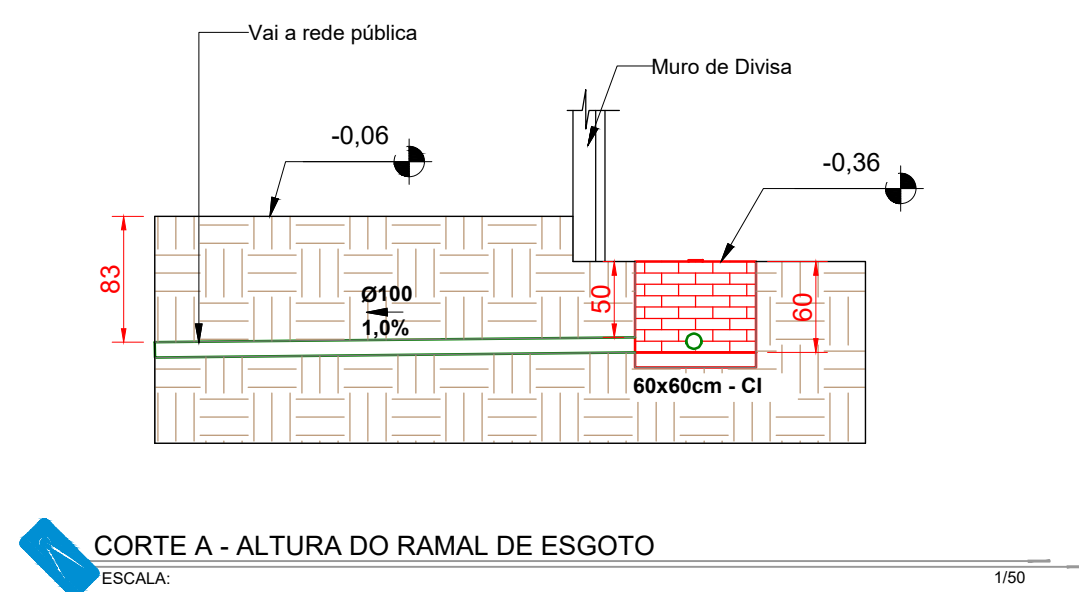 Vai a rede pública
Muro de Divisa
-0,06
-0,36
83
Ø100
1,0%
50
60
60x60cm - CI
CORTE A - ALTURA DO RAMAL DE ESGOTO
ESCALA:
1/50